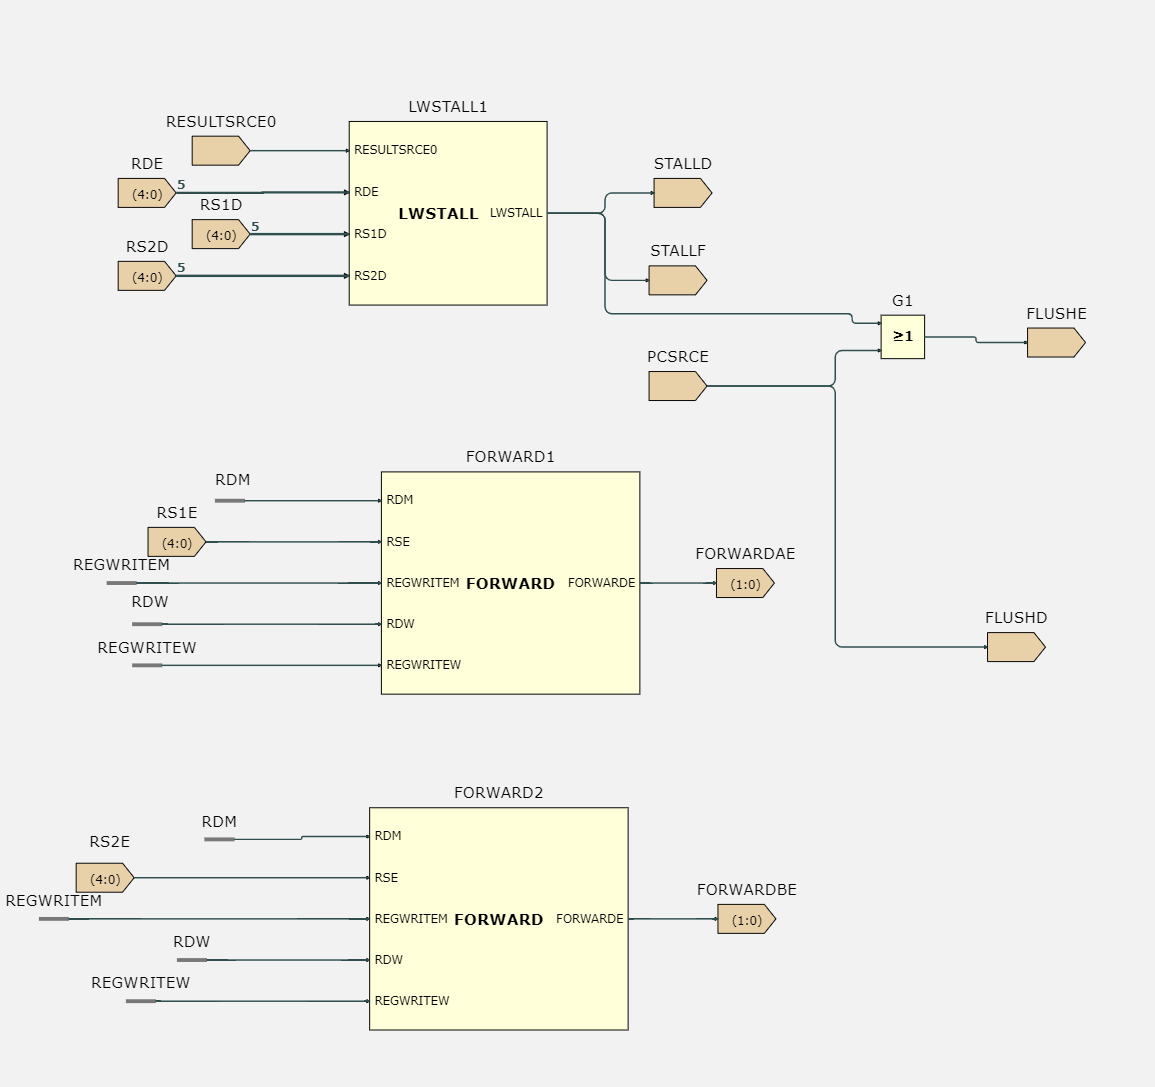 LWSTALL1
RESULTSRCE0
RESULTSRCE0
RDE
(4:0)
5
RDE
RS1D
(4:0)
5
RS1D
LWSTALL
LWSTALL
RS2D
(4:0)
5
RS2D
STALLD
STALLF
G1
≥1
FLUSHE
PCSRCE
FORWARD1
RDM
RDM
RS1E
(4:0)
RSE
REGWRITEM
REGWRITEM
FORWARD
FORWARDE
FORWARDAE
(1:0)
RDW
RDW
REGWRITEW
REGWRITEW
FLUSHD
FORWARD2
RDM
RDM
RS2E
(4:0)
RSE
REGWRITEM
REGWRITEM
FORWARD
FORWARDE
FORWARDBE
(1:0)
RDW
RDW
REGWRITEW
REGWRITEW